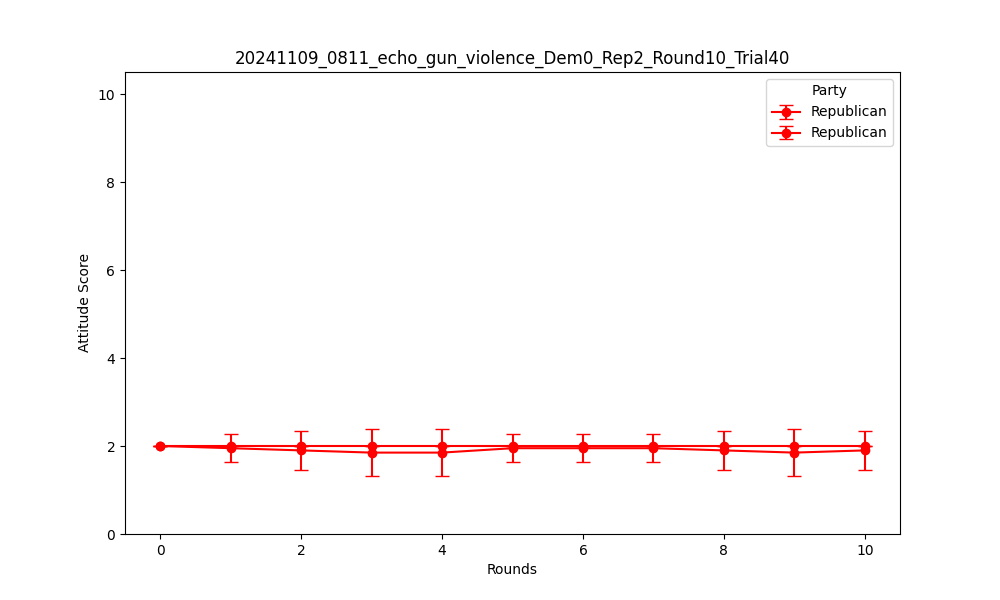 20241109_0811_echo_gun_violence_Dem0_Rep2_Round10_Trial40
Party
Republican
Republican
Attitude Score
10
8
6
4
2
0
0 2 4 6 8 10
Rounds